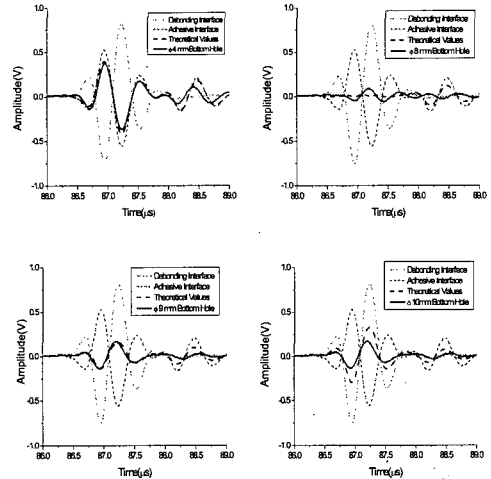 Debonding Interface
Adhesive Interface
Theoretical Values
ϕ4 mm Bottom Hole
Amplitude(V)
1.0
0.5
0.0
-0.5
-1.0
86.0 86.5 87.0 87.5 88.0 88.5 89.0
Time(μs)
Debonding Interface
Adhesive Interface
Theoretical Values
ϕ8 mm Bottom Hole
Amplitude(V)
1.0
0.5
0.0
-0.5
-1.0
86.0 86.5 87.0 87.5 88.0 88.5 89.0
Time(μs)
Debonding Interface
Adhesive Interface
Theoretical Values
ϕ9 mm Bottom Hole
Amplitude(V)
1.0
0.5
0.0
-0.5
-1.0
86.0 86.5 87.0 87.5 88.0 88.5 89.0
Time(μs)
Debonding Interface
Adhesive Interface
Theoretical Values
ϕ10mm Bottom Hole
Amplitude(V)
1.0
0.5
0.0
-0.5
-1.0
86.0 86.5 87.0 87.5 88.0 88.5 89.0
Time(μs)